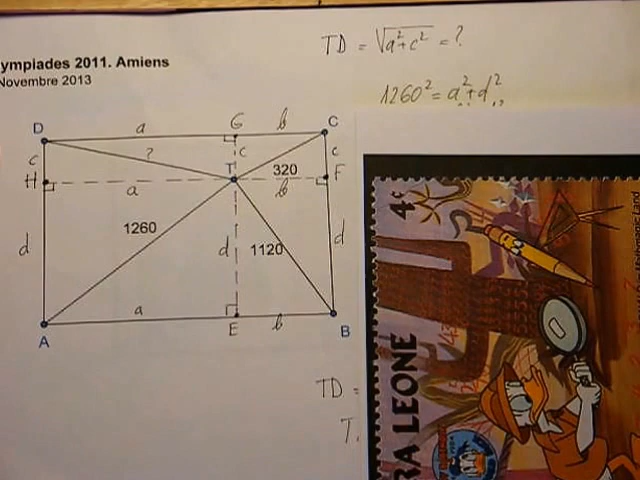 ympiades 2011. Amiens
Novembre 2013
TD = √a²+c² = ?
1260² = a²+d²
D a G b C
c ? T c 320 c
H a b F
1260
d d 1120 d
a b
A E B
TD =
T
4c
RA LEONE